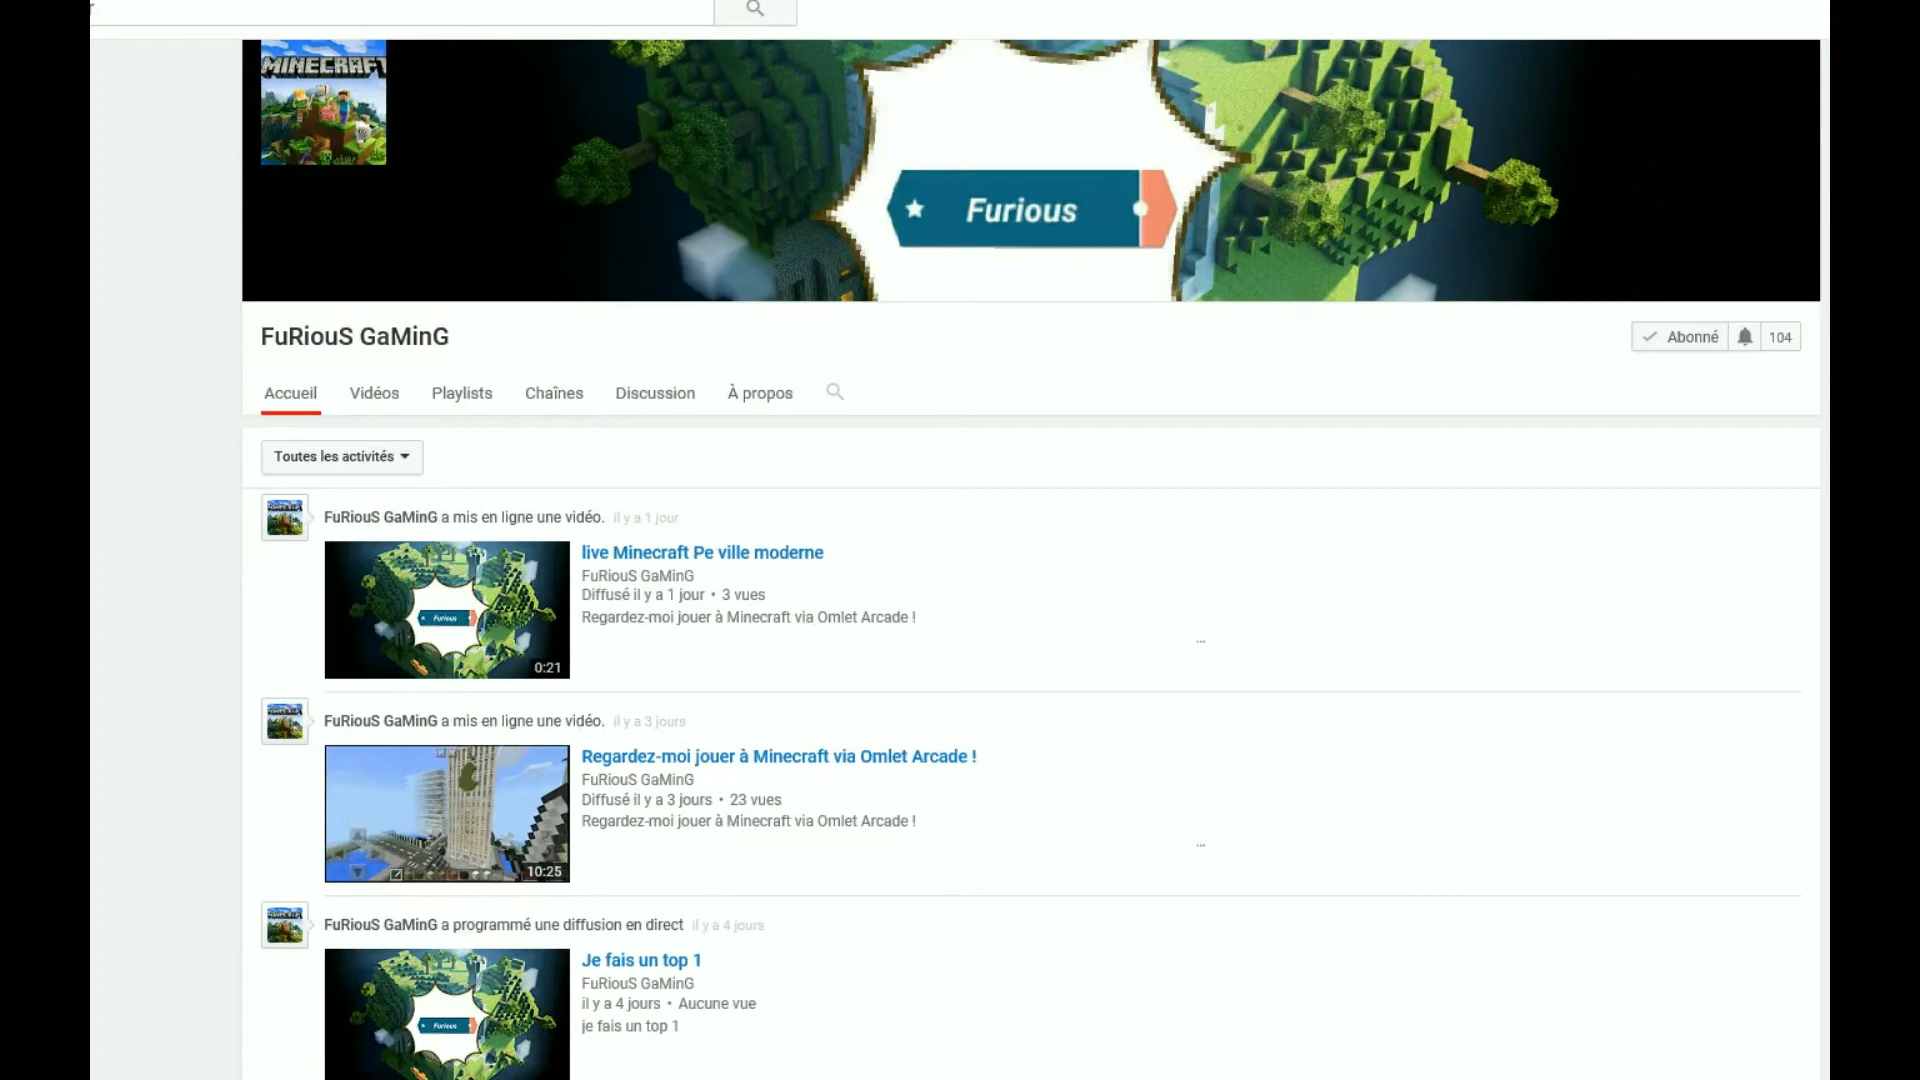 MINECRAFT
Furious
FuRiouS GaMinG
Abonné 104
Accueil Vidéos Playlists Chaînes Discussion À propos
Toutes les activités
FuRiouS GaMinG a mis en ligne une vidéo. il y a 1 jour
live Minecraft Pe ville moderne
FuRiouS GaMinG
Diffusé il y a 1 jour • 3 vues
Regardez-moi jouer à Minecraft via Omlet Arcade !
...
Furious
0:21
FuRiouS GaMinG a mis en ligne une vidéo. il y a 3 jours
Regardez-moi jouer à Minecraft via Omlet Arcade !
FuRiouS GaMinG
Diffusé il y a 3 jours • 23 vues
Regardez-moi jouer à Minecraft via Omlet Arcade !
...
10:25
FuRiouS GaMinG a programmé une diffusion en direct il y a 4 jours
Je fais un top 1
FuRiouS GaMinG
il y a 4 jours • Aucune vue
je fais un top 1
Furious